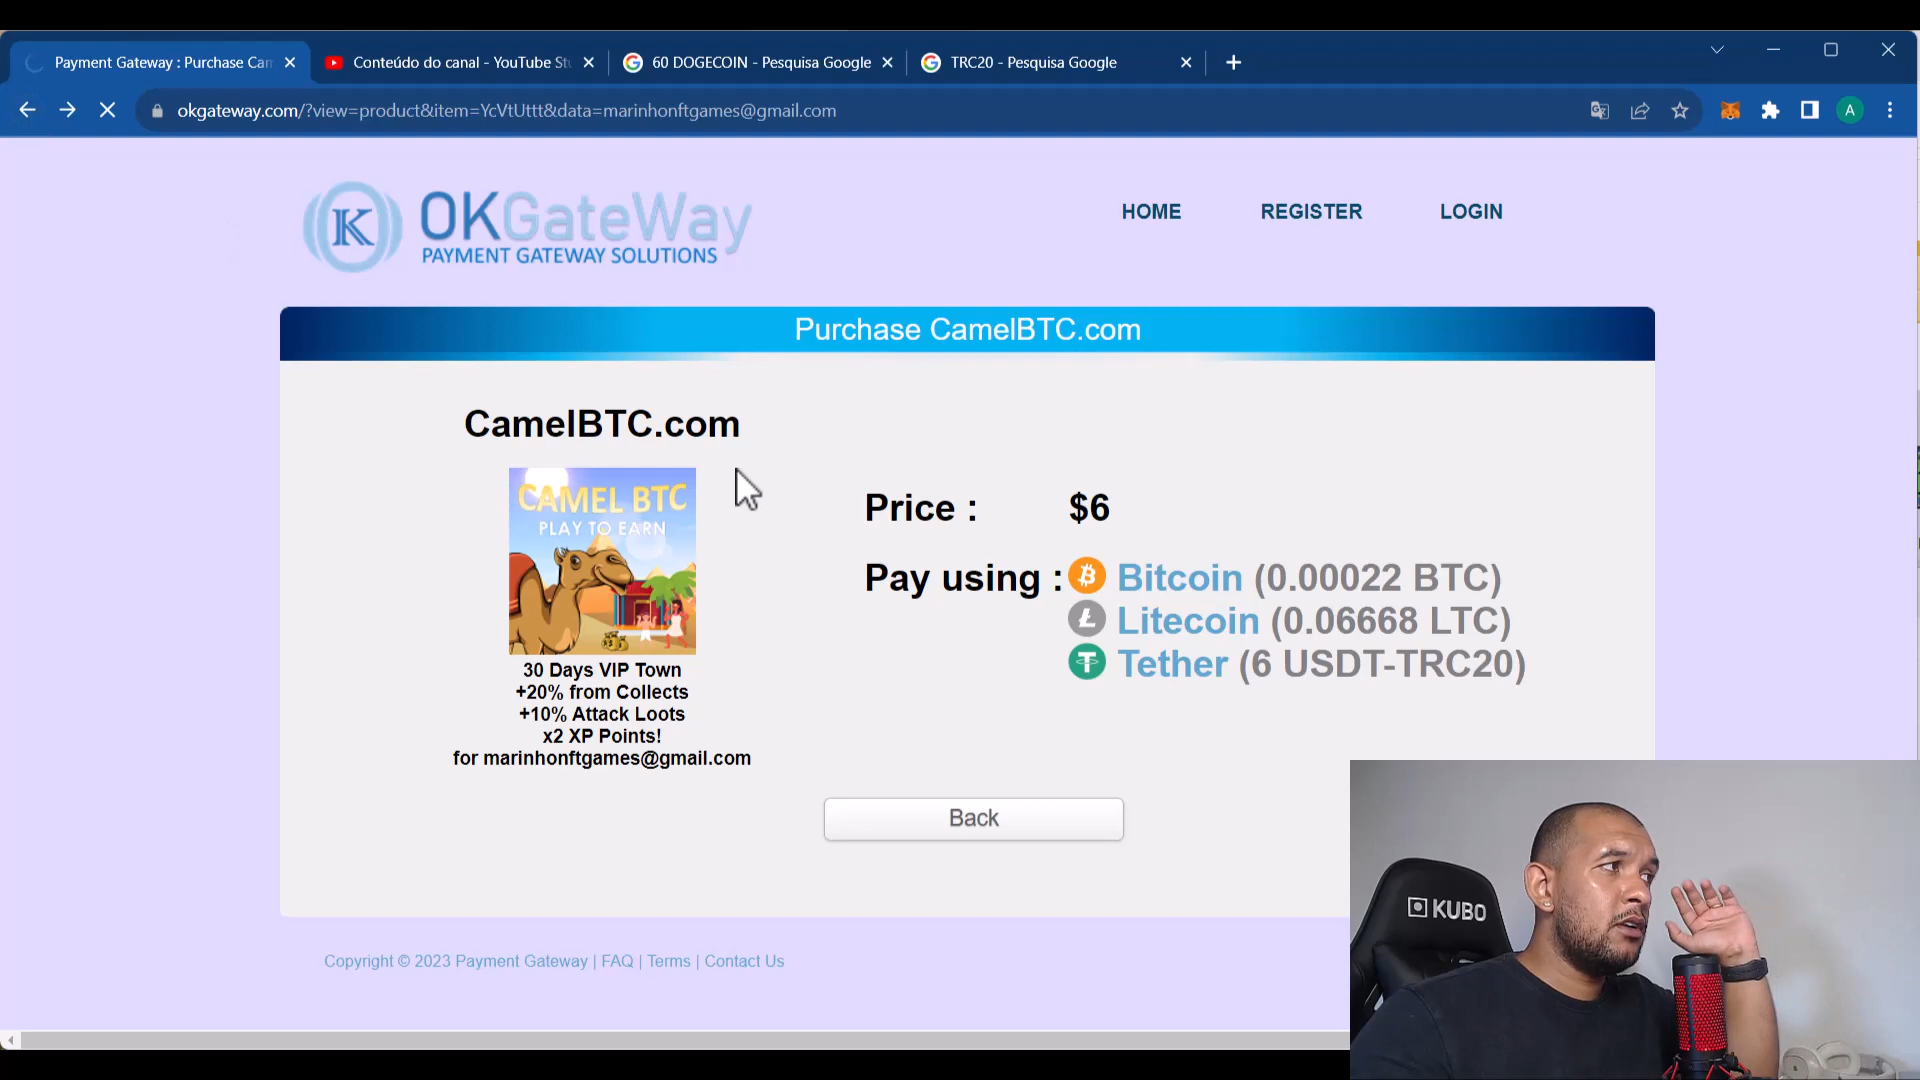 Payment Gateway : Purchase Cam
Conteúdo do canal - YouTube Stu
60 DOGECOIN - Pesquisa Google
TRC20 - Pesquisa Google
okgateway.com/?view=product&item=YcVtUttt&data=marinhonftgames@gmail.com
A
K
OKGateWay
PAYMENT GATEWAY SOLUTIONS
HOME
REGISTER
LOGIN
Purchase CamelBTC.com
CamelBTC.com
CAMEL BTC
PLAY TO EARN
30 Days VIP Town
+20% from Collects
+10% Attack Loots
x2 XP Points!
for marinhonftgames@gmail.com
Price : $6
Pay using : Bitcoin (0.00022 BTC)
Litecoin (0.06668 LTC)
Tether (6 USDT-TRC20)
Back
Copyright © 2023 Payment Gateway | FAQ | Terms | Contact Us
KUBO